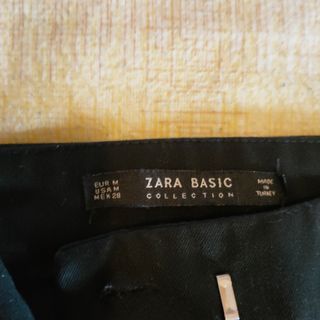 EUR M
USA M
MEX 28
ZARA BASIC
COLLECTION
MADE
IN
TURKEY